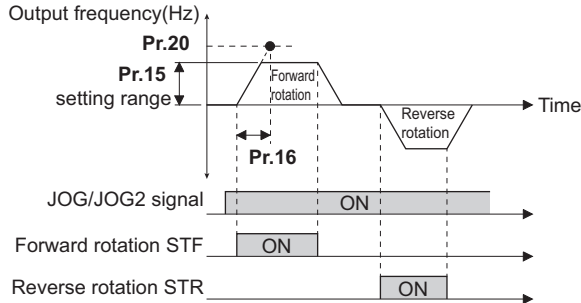 Output frequency(Hz)
Pr.20
Pr.15
setting range
Forward
rotation
Time
Reverse
rotation
Pr.16
JOG/JOG2 signal
ON
Forward rotation STF
ON
Reverse rotation STR
ON